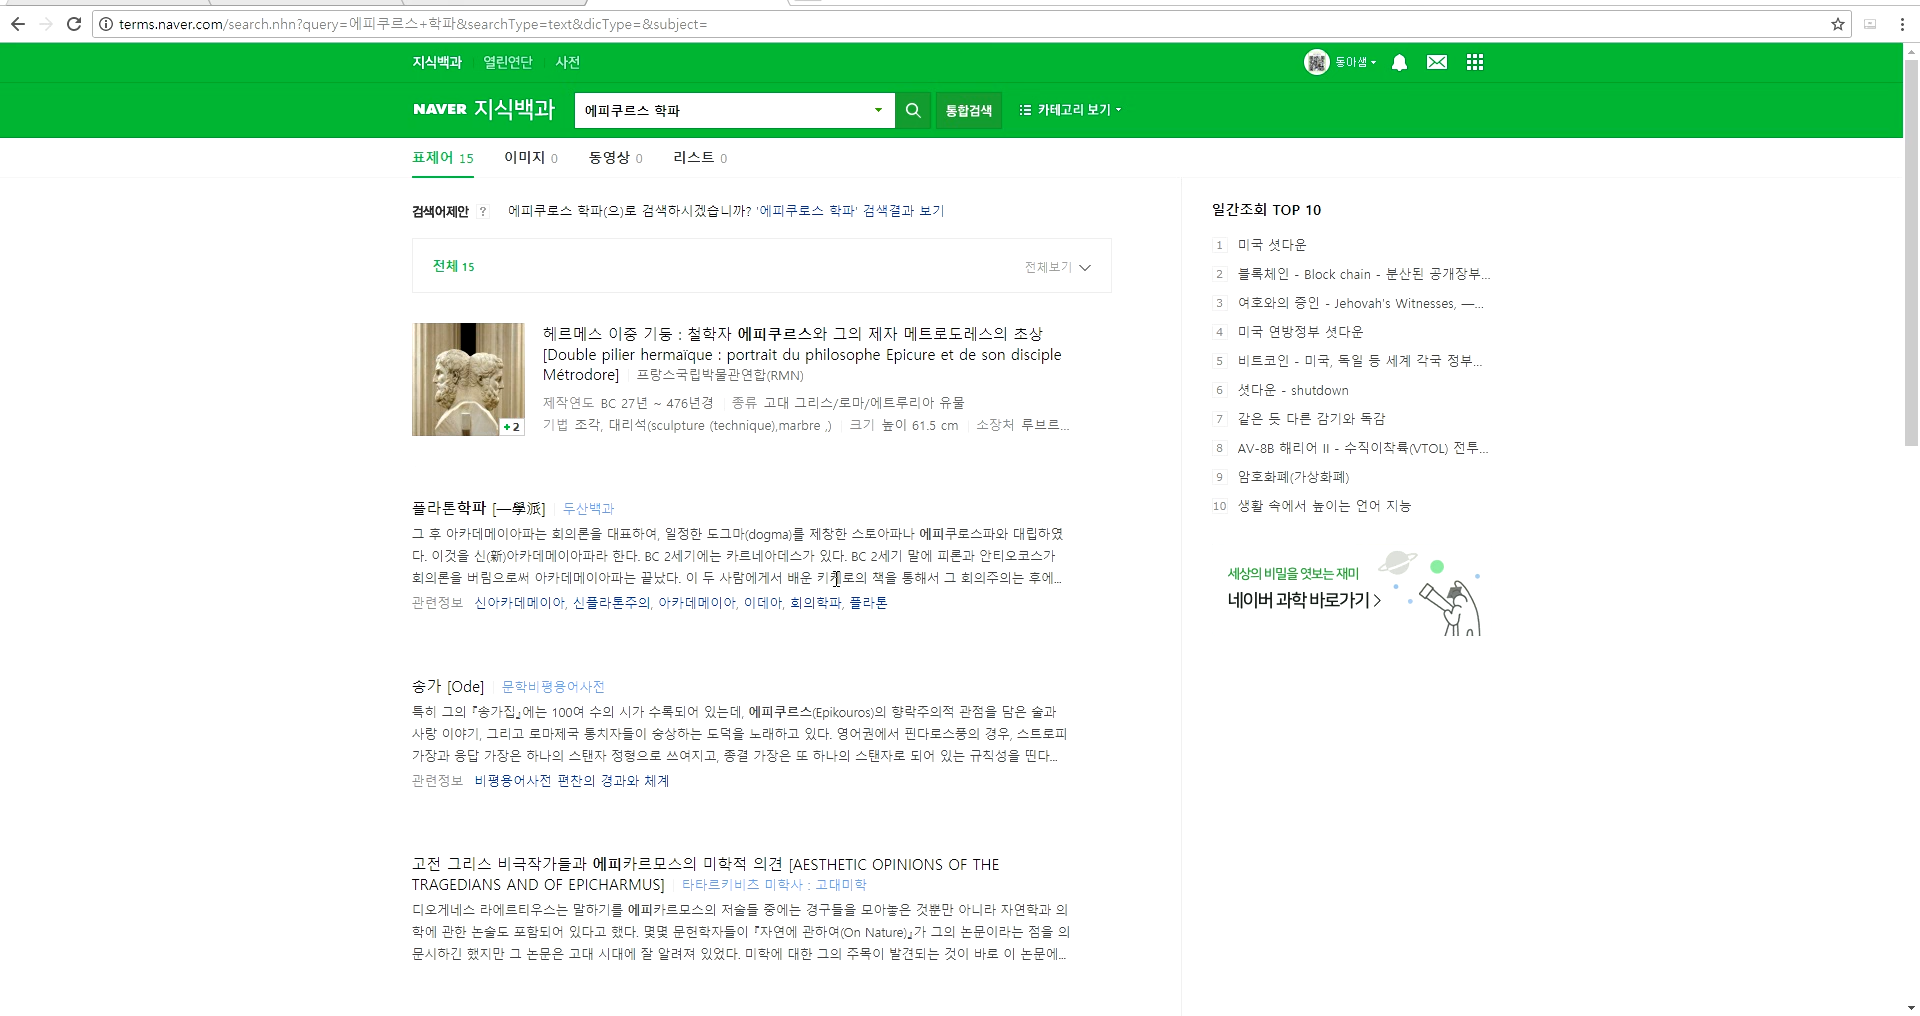 terms.naver.com/search.nhn?query=에피쿠르스+학파&searchType=text&dicType=&subject=
지식백과 열린연단 사전
동아샘
NAVER 지식백과
에피쿠르스 학파
통합검색
카테고리 보기
표제어 15 이미지 0 동영상 0 리스트 0
검색어제안 ? 에피쿠로스 학파(으)로 검색하시겠습니까? '에피쿠로스 학파' 검색결과 보기
전체 15
전체보기
헤르메스 이중 기둥 : 철학자 에피쿠르스와 그의 제자 메트로도레스의 초상
[Double pilier hermaïque : portrait du philosophe Epicure et de son disciple
Métrodore] 프랑스국립박물관연합(RMN)
제작연도 BC 27년 ~ 476년경 종류 고대 그리스/로마/에트루리아 유물
기법 조각, 대리석(sculpture (technique),marbre ,) 크기 높이 61.5 cm 소장처 루브르...
+2
플라톤학파 [―學派] 두산백과
그 후 아카데메이아파는 회의론을 대표하여, 일정한 도그마(dogma)를 제창한 스토아파나 에피쿠로스파와 대립하였
다. 이것을 신(新)아카데메이아파라 한다. BC 2세기에는 카르네아데스가 있다. BC 2세기 말에 피론과 안티오코스가
회의론을 버림으로써 아카데메이아파는 끝났다. 이 두 사람에게서 배운 키케로의 책을 통해서 그 회의주의는 후에...
관련정보 신아카데메이아, 신플라톤주의, 아카데메이아, 이데아, 회의학파, 플라톤
송가 [Ode] 문학비평용어사전
특히 그의 『송가집』에는 100여 수의 시가 수록되어 있는데, 에피쿠르스(Epikouros)의 향락주의적 관점을 담은 술과
사랑 이야기, 그리고 로마제국 통치자들이 숭상하는 도덕을 노래하고 있다. 영어권에서 핀다로스풍의 경우, 스트로피
가장과 응답 가장은 하나의 스탠자 정형으로 쓰여지고, 종결 가장은 또 하나의 스탠자로 되어 있는 규칙성을 띤다...
관련정보 비평용어사전 편찬의 경과와 체계
고전 그리스 비극작가들과 에피카르모스의 미학적 의견 [AESTHETIC OPINIONS OF THE
TRAGEDIANS AND OF EPICHARMUS] 타타르키비츠 미학사 : 고대미학
디오게네스 라에르티우스는 말하기를 에피카르모스의 저술들 중에는 경구들을 모아놓은 것뿐만 아니라 자연학과 의
학에 관한 논술도 포함되어 있다고 했다. 몇몇 문헌학자들이 『자연에 관하여(On Nature)』가 그의 논문이라는 점을 의
문시하긴 했지만 그 논문은 고대 시대에 잘 알려져 있었다. 미학에 대한 그의 주목이 발견되는 것이 바로 이 논문에...
일간조회 TOP 10
1 미국 셧다운
2 블록체인 - Block chain - 분산된 공개장부...
3 여호와의 증인 - Jehovah's Witnesses, ―...
4 미국 연방정부 셧다운
5 비트코인 - 미국, 독일 등 세계 각국 정부...
6 셧다운 - shutdown
7 같은 듯 다른 감기와 독감
8 AV-8B 해리어 II - 수직이착륙(VTOL) 전투...
9 암호화폐(가상화폐)
10 생활 속에서 높이는 언어 지능
세상의 비밀을 엿보는 재미
네이버 과학 바로가기 >